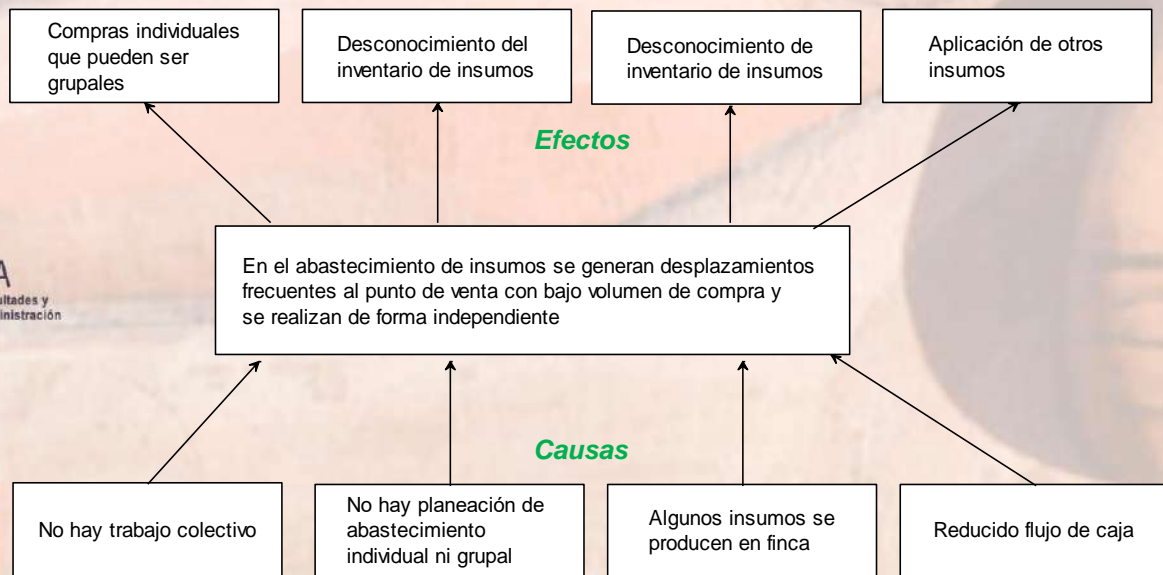 Compras individuales
que pueden ser
grupales
Desconocimiento del
inventario de insumos
Desconocimiento de
inventario de insumos
Aplicación de otros
insumos
Efectos
En el abastecimiento de insumos se generan desplazamientos
frecuentes al punto de venta con bajo volumen de compra y
se realizan de forma independiente
A
ultades y
inistración
Causas
No hay trabajo colectivo
No hay planeación de
abastecimiento
individual ni grupal
Algunos insumos se
producen en finca
Reducido flujo de caja